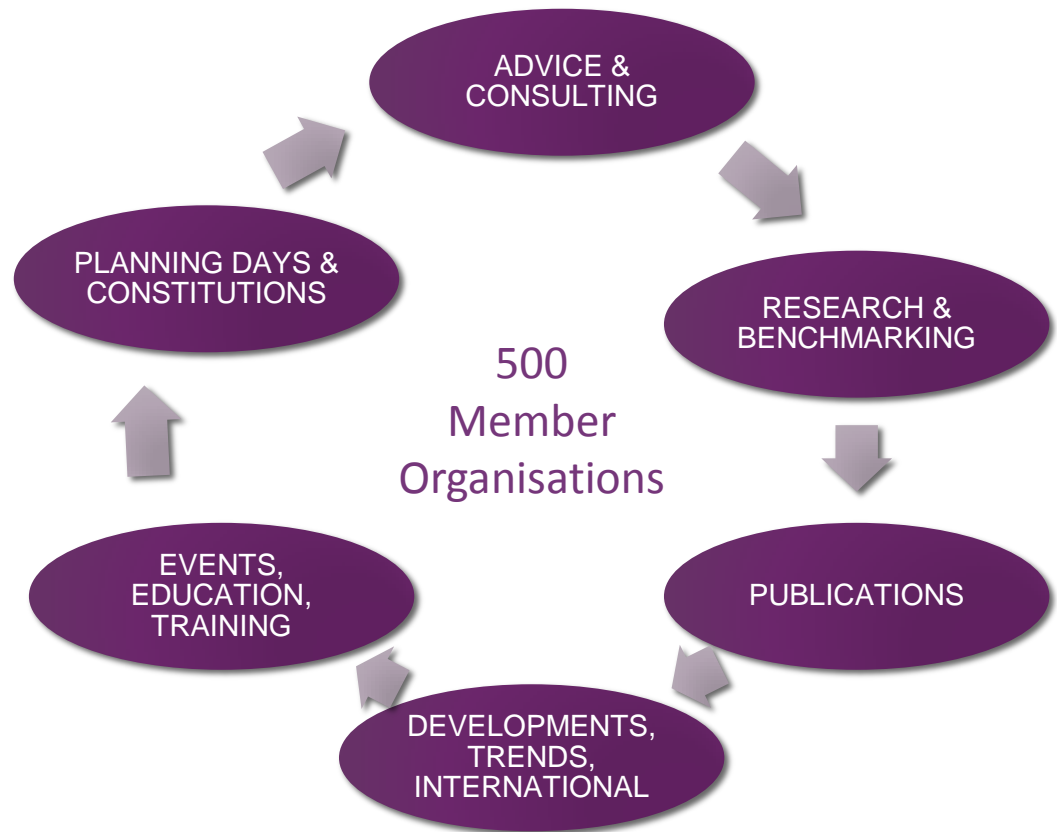 ADVICE &
CONSULTING
PLANNING DAYS &
CONSTITUTIONS
RESEARCH &
BENCHMARKING
500
Member
Organisations
EVENTS,
EDUCATION,
TRAINING
PUBLICATIONS
DEVELOPMENTS,
TRENDS,
INTERNATIONAL